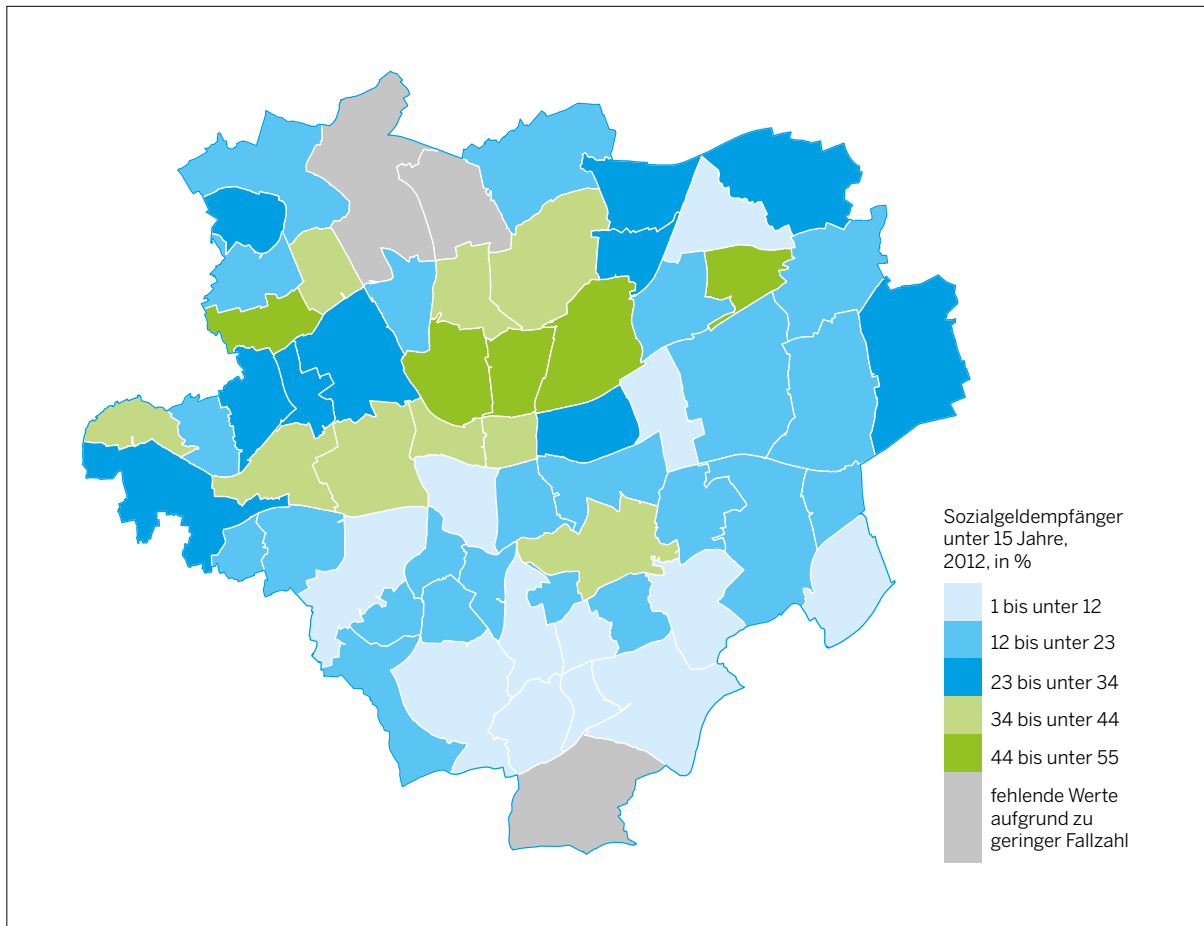 Sozialgeldempfänger
unter 15 Jahre,
2012, in %
1 bis unter 12
12 bis unter 23
23 bis unter 34
34 bis unter 44
44 bis unter 55
fehlende Werte
aufgrund zu
geringer Fallzahl